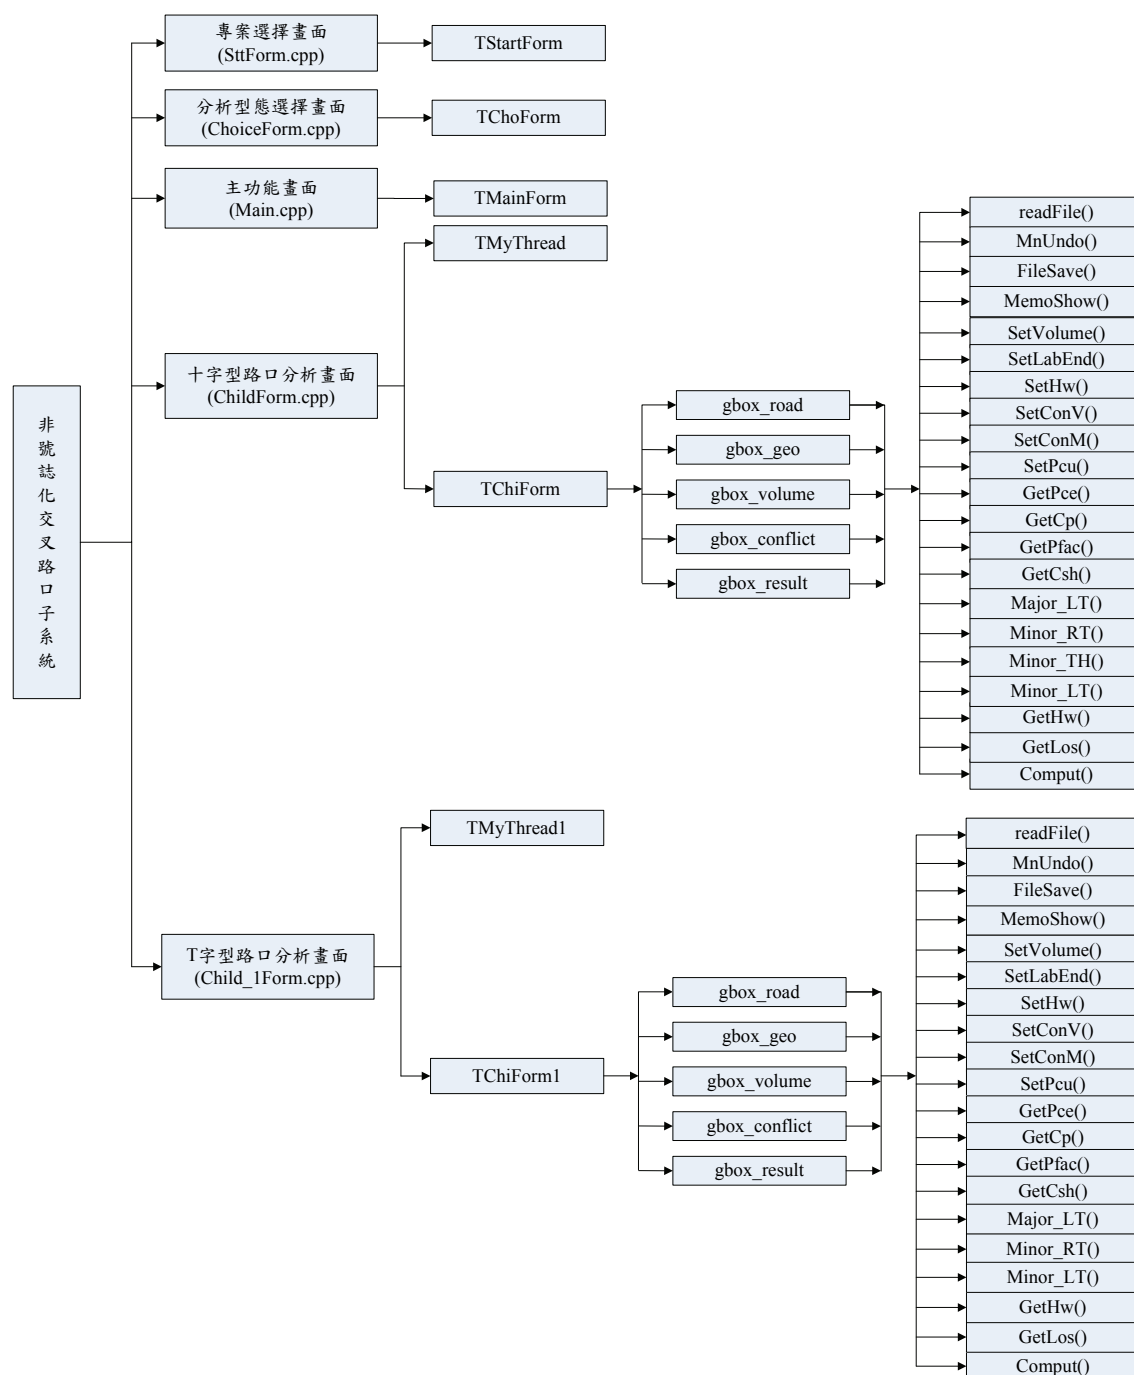 非號誌化交叉路口子系統
專案選擇畫面
(SttForm.cpp)
TStartForm
分析型態選擇畫面
(ChoiceForm.cpp)
TChoForm
主功能畫面
(Main.cpp)
TMainForm
十字型路口分析畫面
(ChildForm.cpp)
TMyThread
TChiForm
gbox_road
gbox_geo
gbox_volume
gbox_conflict
gbox_result
readFile()
MnUndo()
FileSave()
MemoShow()
SetVolume()
SetLabEnd()
SetHw()
SetConV()
SetConM()
SetPcu()
GetPce()
GetCp()
GetPfac()
GetCsh()
Major_LT()
Minor_RT()
Minor_TH()
Minor_LT()
GetHw()
GetLos()
Comput()
T字型路口分析畫面
(Child_1Form.cpp)
TMyThread1
TChiForm1
gbox_road
gbox_geo
gbox_volume
gbox_conflict
gbox_result
readFile()
MnUndo()
FileSave()
MemoShow()
SetVolume()
SetLabEnd()
SetHw()
SetConV()
SetConM()
SetPcu()
GetPce()
GetCp()
GetPfac()
GetCsh()
Major_LT()
Minor_RT()
Minor_LT()
GetHw()
GetLos()
Comput()